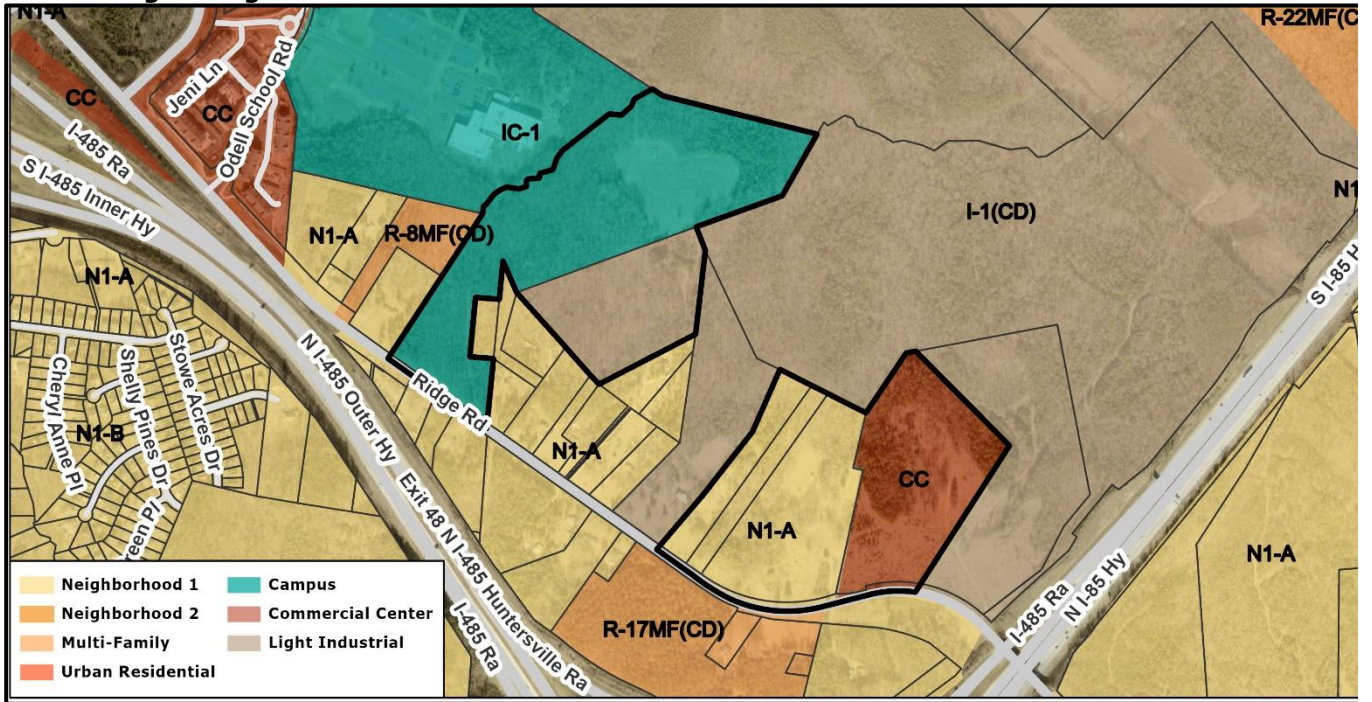 N1-A
R-22MF(C
Jeni Ln
Odell School Rd
CC
CC
I-485 Ra
IC-1
S I-485 Inner Hy
N1
I-1(CD)
N1-A
R-8MF(CD)
S I-85 H
N1-A
Cheryl Anne Pl
Shelly Pines Dr
Stowe Acres Dr
N I-485 Outer Hy
Ridge Rd
N1-B
N1-A
CC
Exit 48 N I-485 Huntersville Ra
N1-A
N1-A
reen Pl
I-485 Ra
N I-85 Hy
I-485 Ra
R-17MF(CD)
Neighborhood 1
Neighborhood 2
Multi-Family
Urban Residential
Campus
Commercial Center
Light Industrial